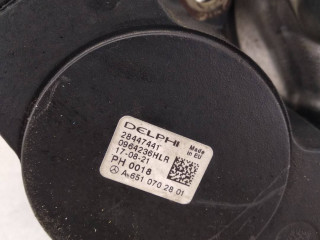 DELPHI
Made
in EU
28447441
0964236HLR
17-08-21
PH 0018
A 651 070 28 01